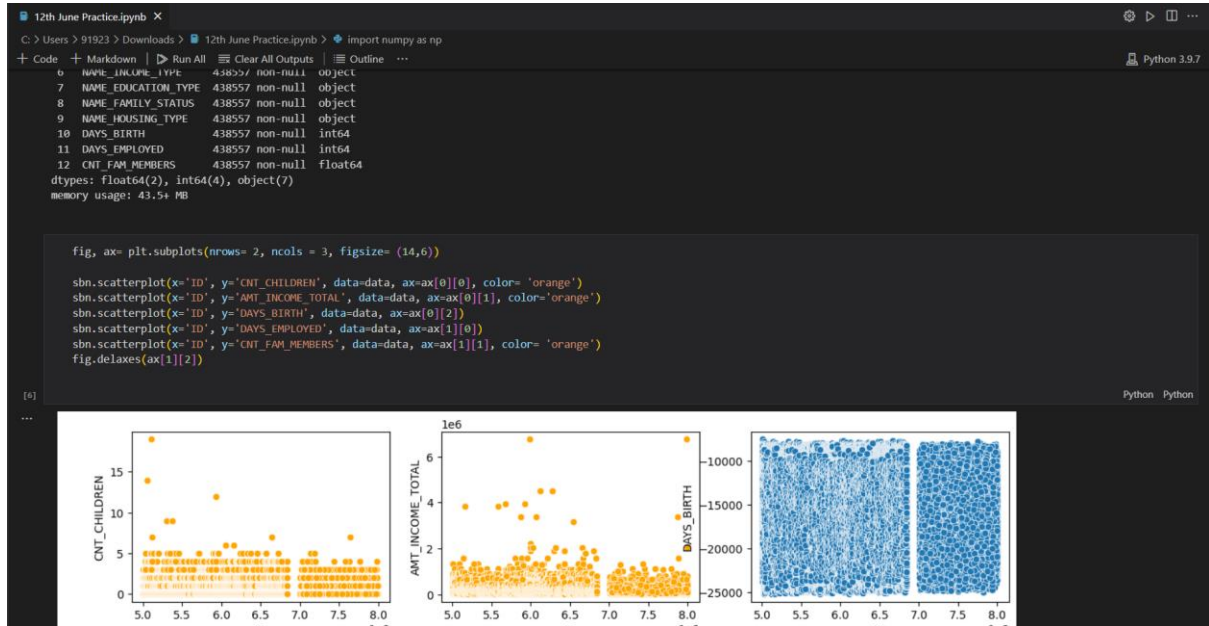 12th June Practice.ipynb X
C: > Users > 91923 > Downloads > 12th June Practice.ipynb > import numpy as np
+ Code + Markdown | Run All Clear All Outputs | Outline ... Python 3.9.7
6 NAME_INCOME_TYPE 438557 non-null object
7 NAME_EDUCATION_TYPE 438557 non-null object
8 NAME_FAMILY_STATUS 438557 non-null object
9 NAME_HOUSING_TYPE 438557 non-null object
10 DAYS_BIRTH 438557 non-null int64
11 DAYS_EMPLOYED 438557 non-null int64
12 CNT_FAM_MEMBERS 438557 non-null float64
dtypes: float64(2), int64(4), object(7)
memory usage: 43.5+ MB
fig, ax= plt.subplots(nrows= 2, ncols = 3, figsize= (14,6))
sbn.scatterplot(x='ID', y='CNT_CHILDREN', data=data, ax=ax[0][0], color= 'orange')
sbn.scatterplot(x='ID', y='AMT_INCOME_TOTAL', data=data, ax=ax[0][1], color='orange')
sbn.scatterplot(x='ID', y='DAYS_BIRTH', data=data, ax=ax[0][2])
sbn.scatterplot(x='ID', y='DAYS_EMPLOYED', data=data, ax=ax[1][0])
sbn.scatterplot(x='ID', y='CNT_FAM_MEMBERS', data=data, ax=ax[1][1], color= 'orange')
fig.delaxes(ax[1][2])
[6] Python Python
...
CNT_CHILDREN
15
10
5
0
5.0 5.5 6.0 6.5 7.0 7.5 8.0
1e6
AMT_INCOME_TOTAL
6
4
2
0
5.0 5.5 6.0 6.5 7.0 7.5 8.0
DAYS_BIRTH
−10000
−15000
−20000
−25000
5.0 5.5 6.0 6.5 7.0 7.5 8.0